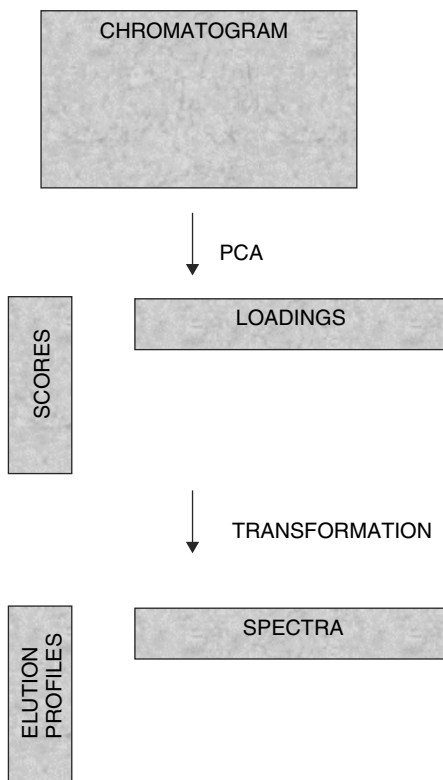 CHROMATOGRAM
PCA
LOADINGS
SCORES
TRANSFORMATION
SPECTRA
ELUTION
PROFILES